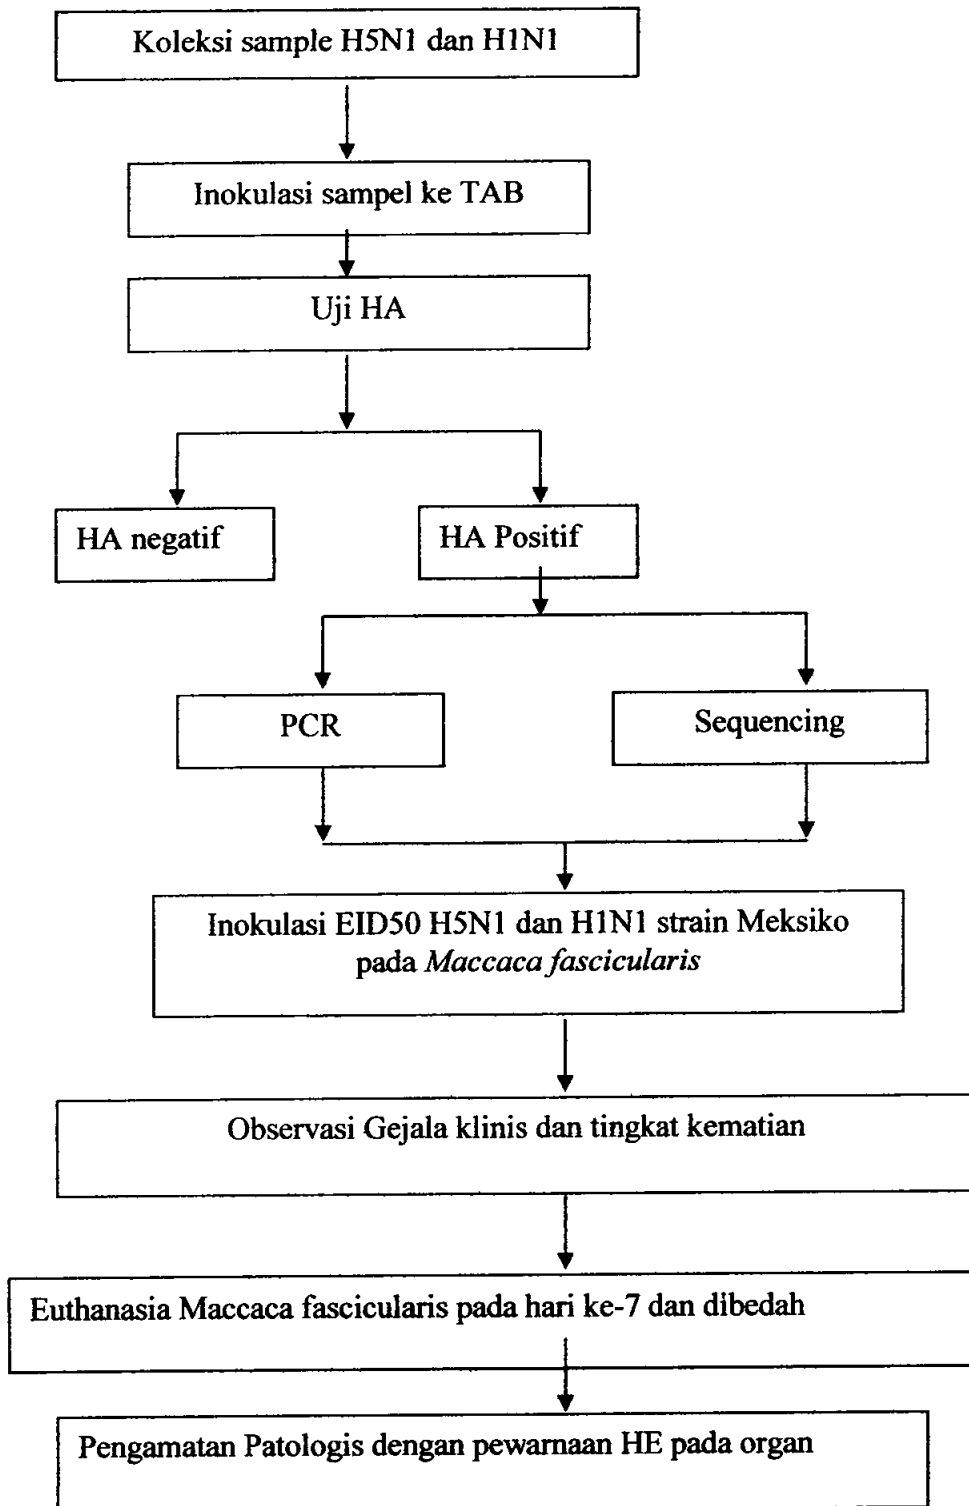 Koleksi sample H5N1 dan H1N1
Inokulasi sampel ke TAB
Uji HA
HA negatif
HA Positif
PCR
Sequencing
Inokulasi EID50 H5N1 dan H1N1 strain Meksiko
pada Maccaca fascicularis
Observasi Gejala klinis dan tingkat kematian
Euthanasia Maccaca fascicularis pada hari ke-7 dan dibedah
Pengamatan Patologis dengan pewarnaan HE pada organ